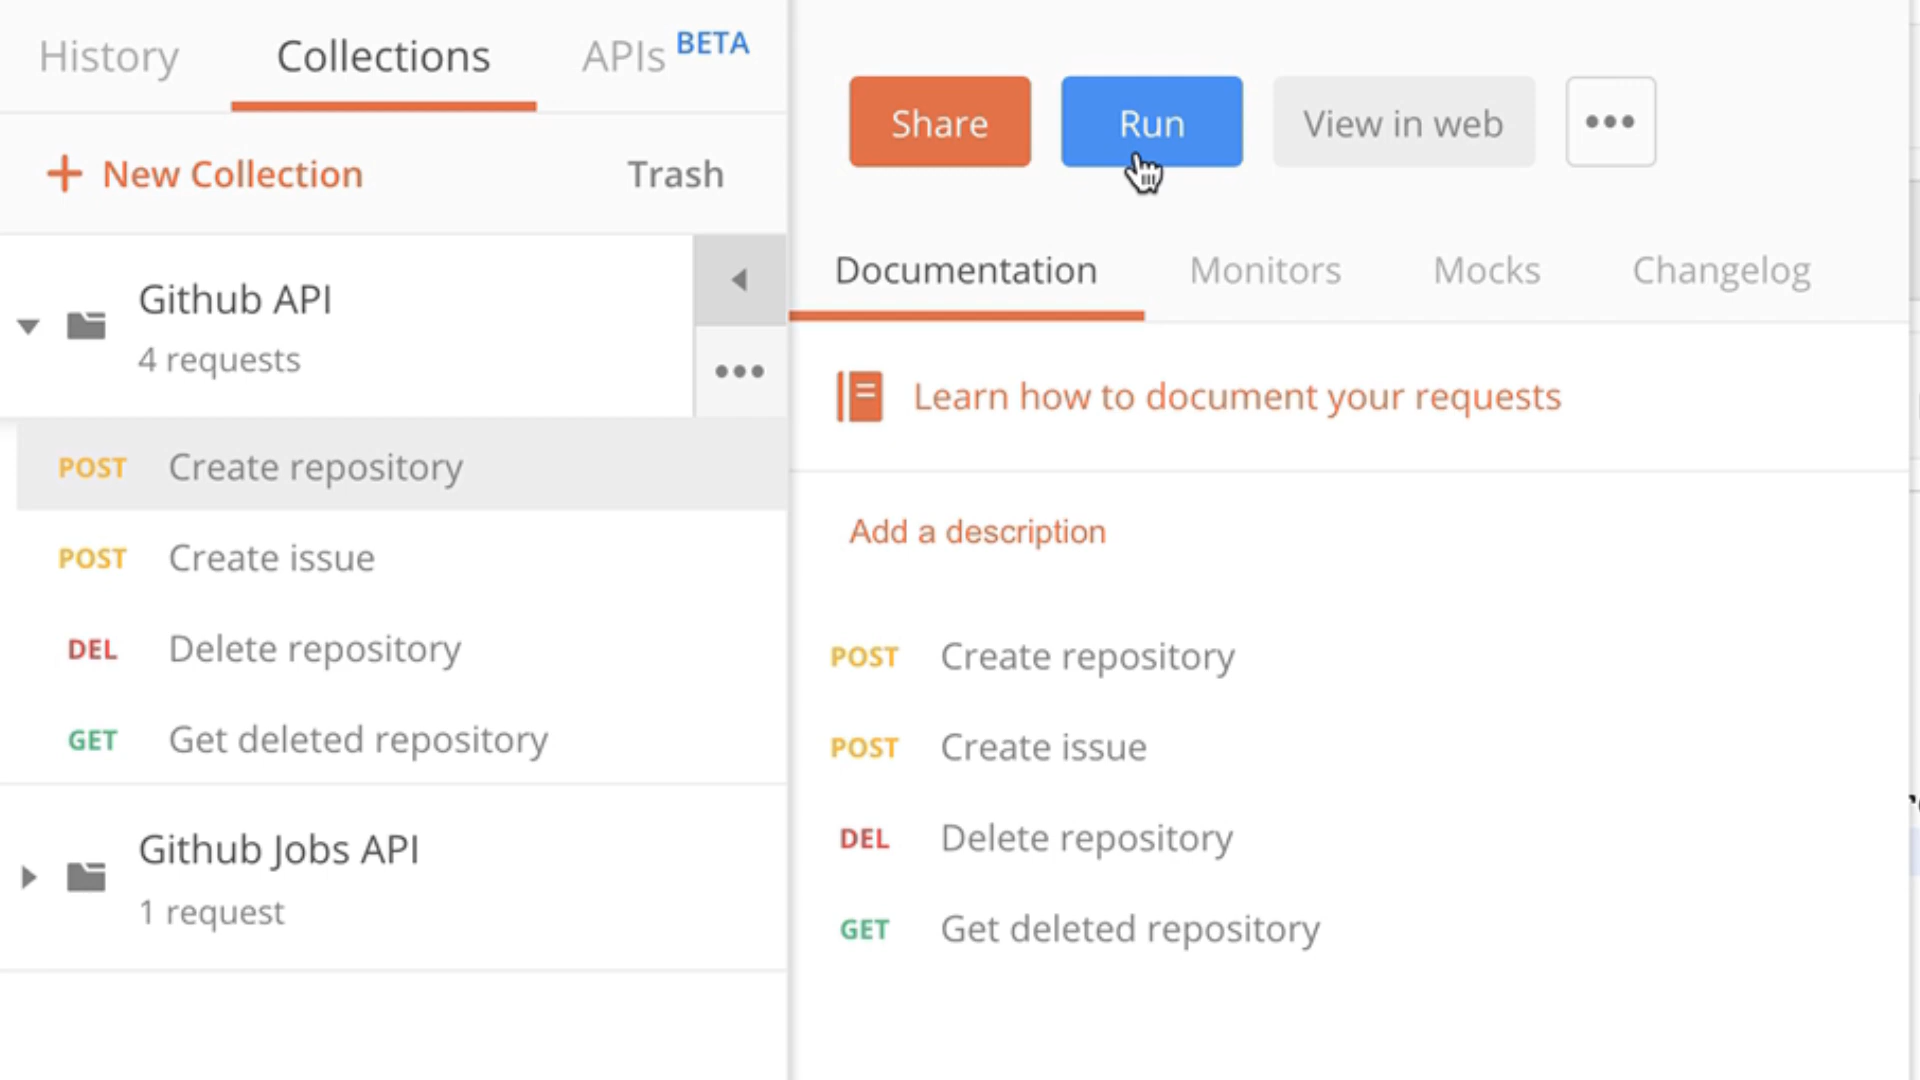 History Collections APIs BETA
+ New Collection Trash
Github API
4 requests
POST Create repository
POST Create issue
DEL Delete repository
GET Get deleted repository
Github Jobs API
1 request
Share Run View in web
Documentation Monitors Mocks Changelog
Learn how to document your requests
Add a description
POST Create repository
POST Create issue
DEL Delete repository
GET Get deleted repository